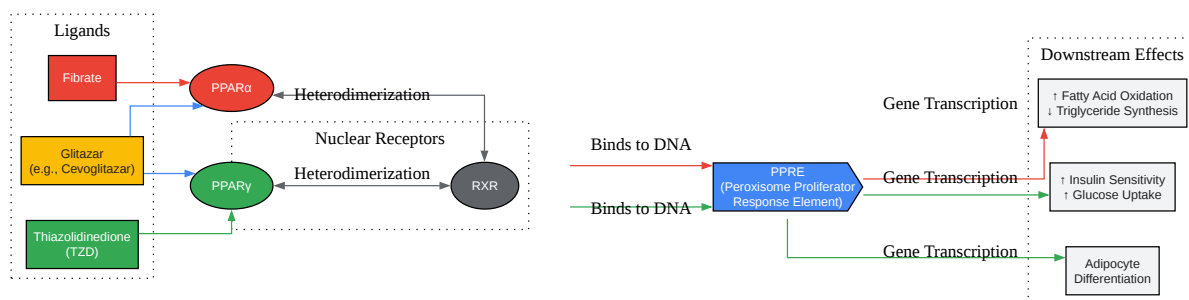 Ligands
Fibrate
Glitazar
(e.g., Cevoglitazar)
Thiazolidinedione
(TZD)
PPARα
PPARγ
Heterodimerization
Nuclear Receptors
Heterodimerization
RXR
Binds to DNA
Binds to DNA
PPRE
(Peroxisome Proliferator
Response Element)
Gene Transcription
Gene Transcription
Gene Transcription
Downstream Effects
↑ Fatty Acid Oxidation
↓ Triglyceride Synthesis
↑ Insulin Sensitivity
↑ Glucose Uptake
Adipocyte
Differentiation